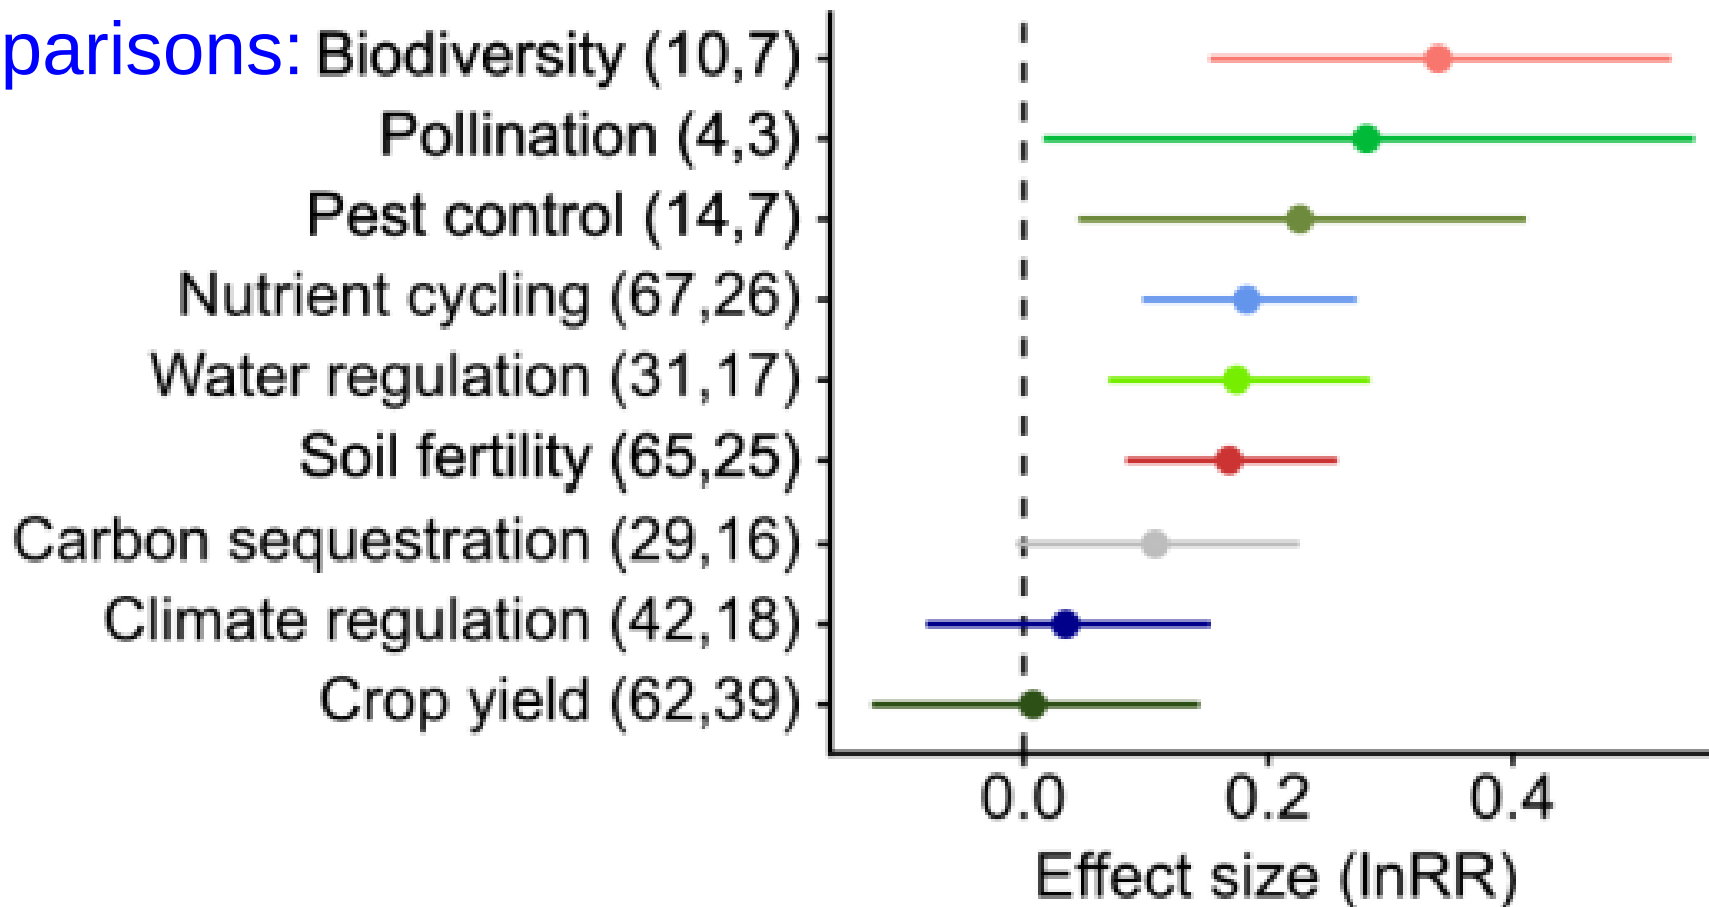 parisons: Biodiversity (10,7)
Pollination (4,3)
Pest control (14,7)
Nutrient cycling (67,26)
Water regulation (31,17)
Soil fertility (65,25)
Carbon sequestration (29,16)
Climate regulation (42,18)
Crop yield (62,39)
0.0 0.2 0.4
Effect size (lnRR)